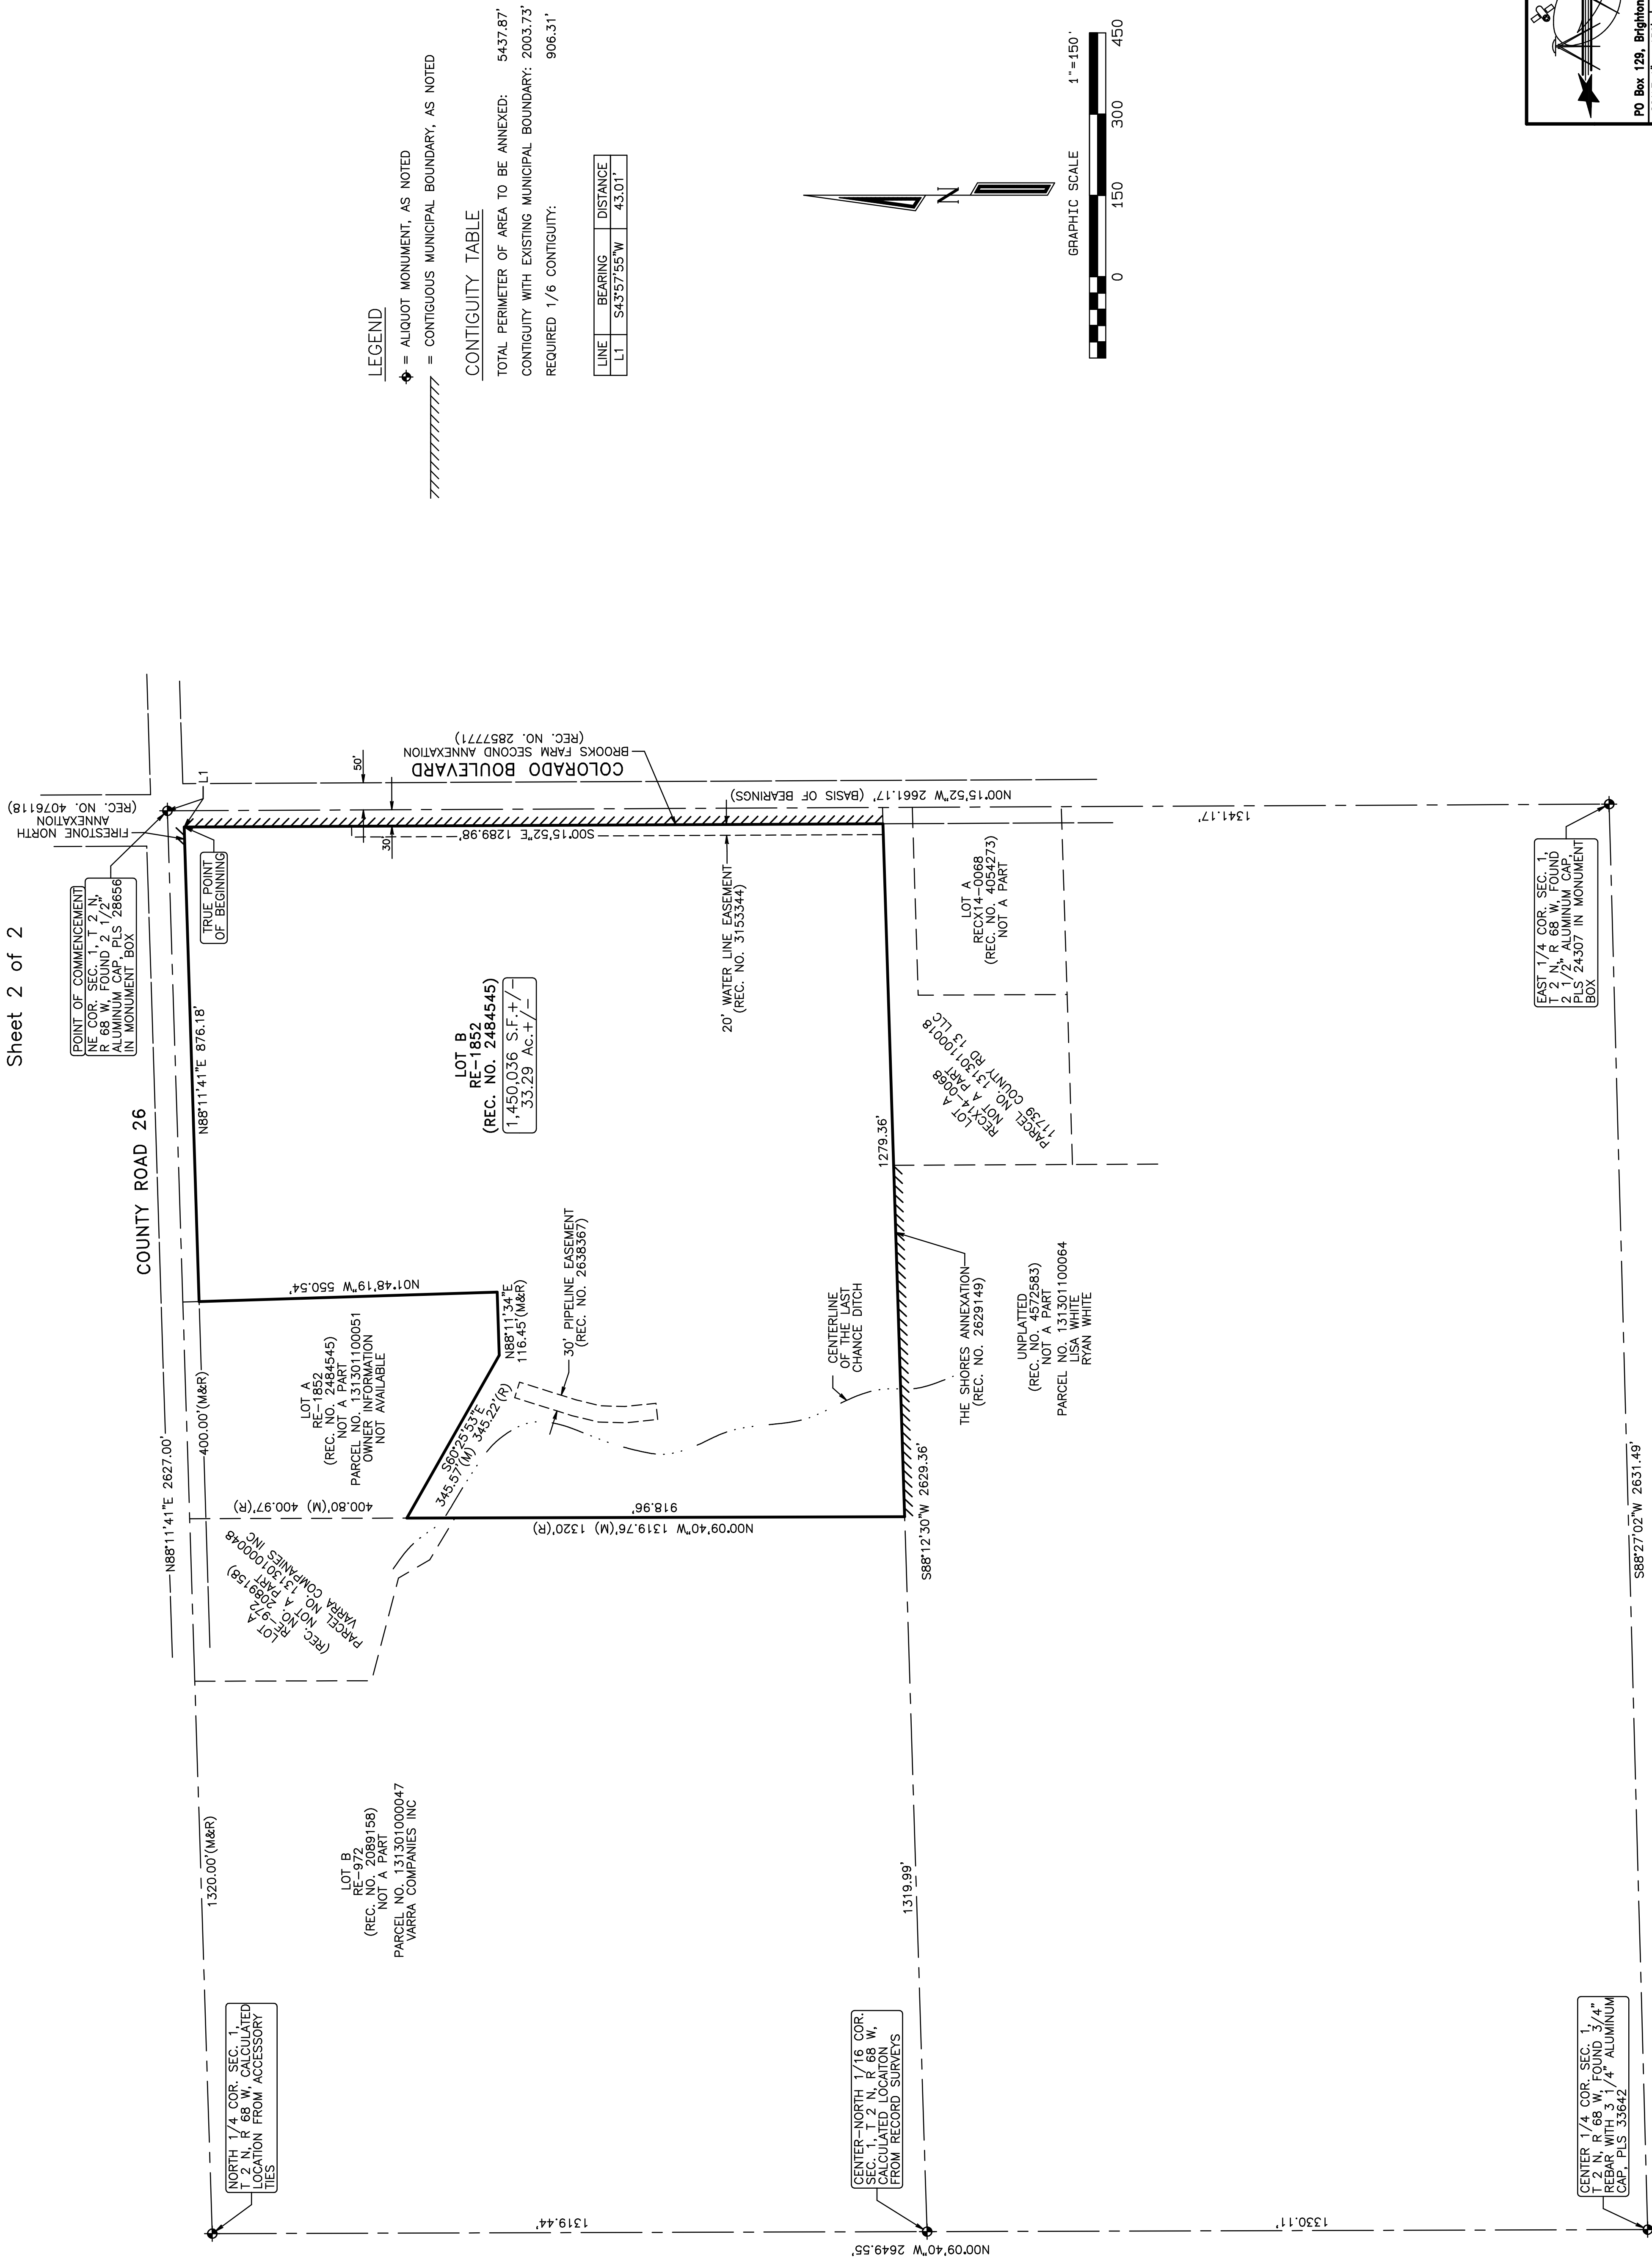 Sheet 2 of 2
COUNTY ROAD 26
POINT OF COMMENCEMENT
NE COR. SEC. 1, T 2 N,
R 68 W, FOUND 2 1/2"
ALUMINUM CAP, PLS 28656
IN MONUMENT BOX
FIRESTONE NORTH
ANNEXATION
(REC. NO. 4076118)
TRUE POINT
OF BEGINNING
L1
50'
30'
COLORADO BOULEVARD
BROOKS FARM SECOND ANNEXATION
(REC. NO. 2857771)
N88°11'41"E 2627.00'
N88°11'41"E 876.18'
400.00'(M&R)
1320.00'(M&R)
NORTH 1/4 COR. SEC. 1,
T 2 N, R 68 W, CALCULATED
LOCATION FROM ACCESSORY
TIES
LOT B
RE-972
(REC. NO. 2089158)
NOT A PART
PARCEL NO. 131301000047
VARRA COMPANIES INC
LOT A
RE-972
(REC. NO. 2089158)
NOT A PART
PARCEL NO. 131301000048
VARRA COMPANIES INC
LOT A
RE-1852
(REC. NO. 2484545)
NOT A PART
PARCEL NO. 131301100051
OWNER INFORMATION
NOT AVAILABLE
400.80'(M) 400.97'(R)
N01°48'19"W 550.54'
N88°11'34"E
116.45'(M&R)
S60°25'53"E
345.57'(M) 345.22'(R)
30' PIPELINE EASEMENT
(REC. NO. 2638367)
LOT B
RE-1852
(REC. NO. 2484545)
1,450,036 S.F.+/-
33.29 Ac.+/-
S00°15'52"E 1289.98'
N00°15'52"W 2661.17' (BASIS OF BEARINGS)
20' WATER LINE EASEMENT
(REC. NO. 3153344)
918.96'
N00°09'40"W 1319.76'(M) 1320'(R)
CENTERLINE
OF THE LAST
CHANCE DITCH
1279.36'
S88°12'30"W 2629.36'
1319.99'
CENTER-NORTH 1/16 COR.
SEC. 1, T 2 N, R 68 W,
CALCULATED LOCAITON
FROM RECORD SURVEYS
THE SHORES ANNEXATION
(REC. NO. 2629149)
UNPLATTED
(REC. NO. 4572583)
NOT A PART
PARCEL NO. 131301100064
LISA WHITE
RYAN WHITE
LOT A
RECX14-0068
NOT A PART
PARCEL NO. 131301100018
11739 COUNTY RD 13 LLC
LOT A
RECX14-0068
(REC. NO. 4054273)
NOT A PART
1341.17'
1319.44'
1330.11'
N00°09'40"W 2649.55'
EAST 1/4 COR. SEC. 1,
T 2 N, R 68 W, FOUND
2 1/2" ALUMINUM CAP,
PLS 24307 IN MONUMENT
BOX
S88°27'02"W 2631.49'
CENTER 1/4 COR. SEC. 1,
T 2 N, R 68 W, FOUND 3/4"
REBAR WITH 3 1/4" ALUMINUM
CAP, PLS 33642
LEGEND
= ALIQUOT MONUMENT, AS NOTED
= CONTIGUOUS MUNICIPAL BOUNDARY, AS NOTED
CONTIGUITY TABLE
TOTAL PERIMETER OF AREA TO BE ANNEXED: 5437.87'
CONTIGUITY WITH EXISTING MUNICIPAL BOUNDARY: 2003.73'
REQUIRED 1/6 CONTIGUITY: 906.31'
LINE BEARING DISTANCE
L1 S43°57'55"W 43.01'
N
GRAPHIC SCALE 1"=150'
0 150 300 450
PO Box 129, Brighton